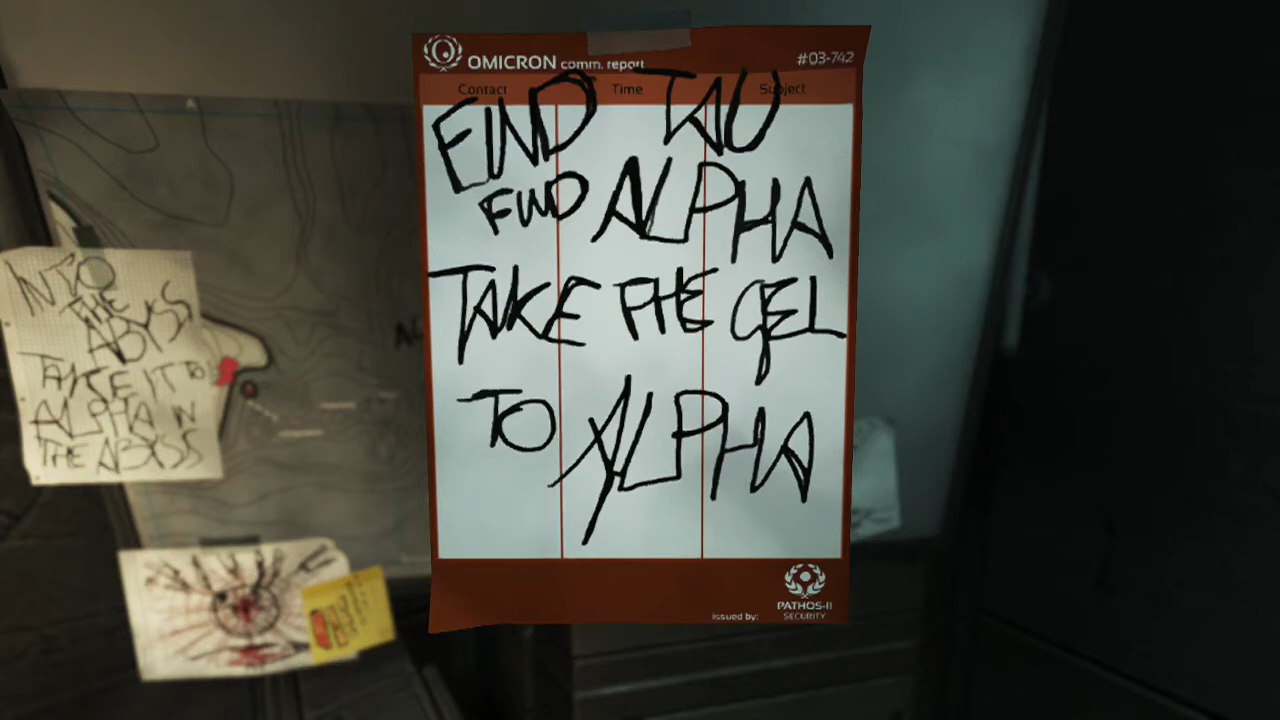 OMICRON comm. report
#03-742
Contact Time Subject
FIND TAU
FIND ALPHA
TAKE THE GEL
TO ALPHA
issued by:
PATHOS-II
SECURITY
INTO
THE
ABYSS
TAKE IT TO
ALPHA IN
THE ABYSS